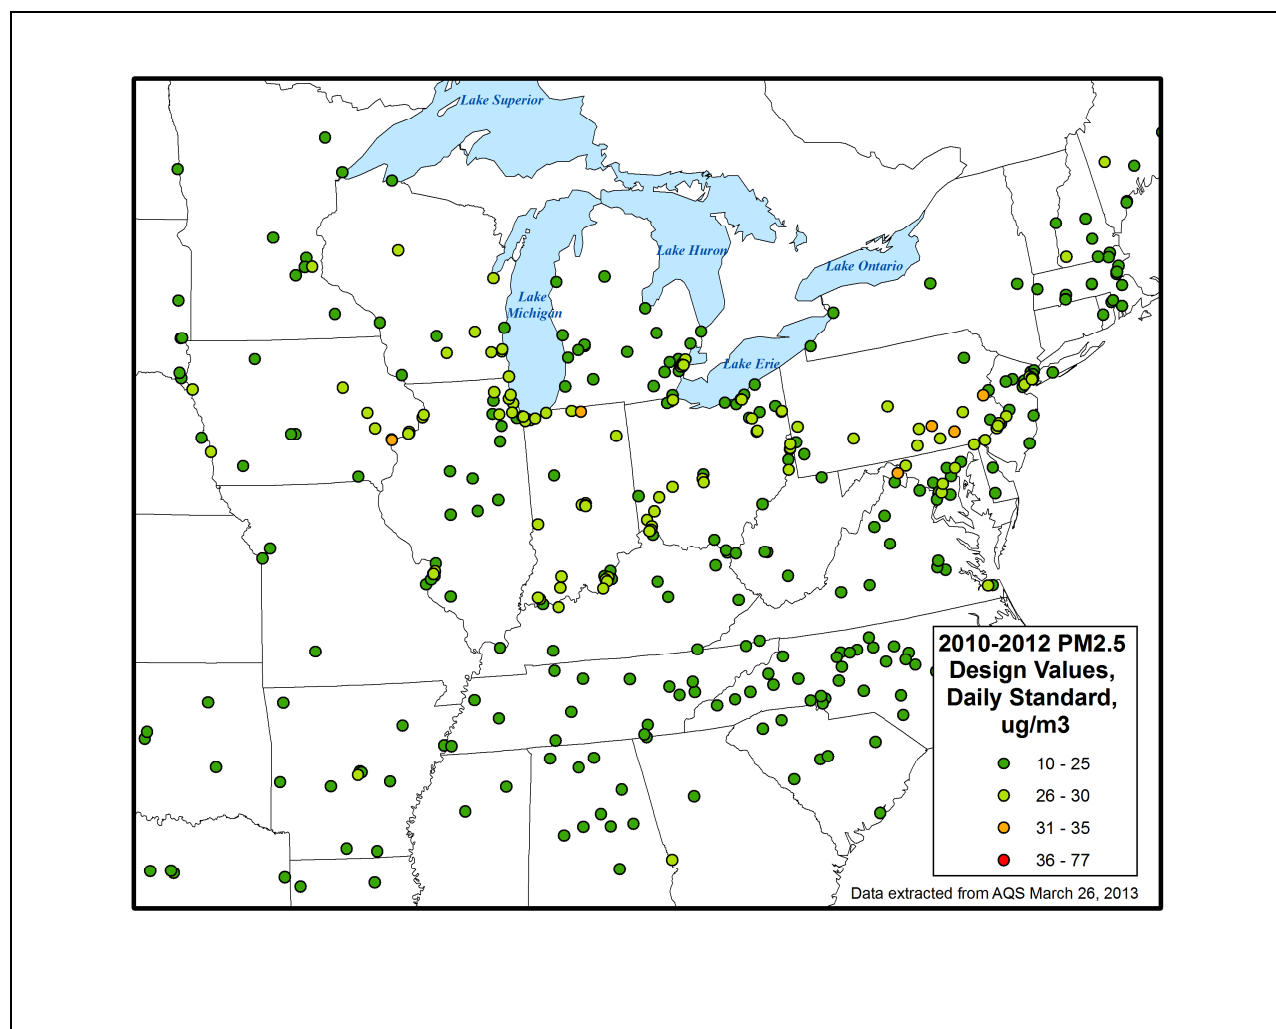 Lake Superior
Lake Huron
Lake Ontario
Lake
Michigan
Lake Erie
2010-2012 PM2.5
Design Values,
Daily Standard,
ug/m3
10 - 25
26 - 30
31 - 35
36 - 77
Data extracted from AQS March 26, 2013